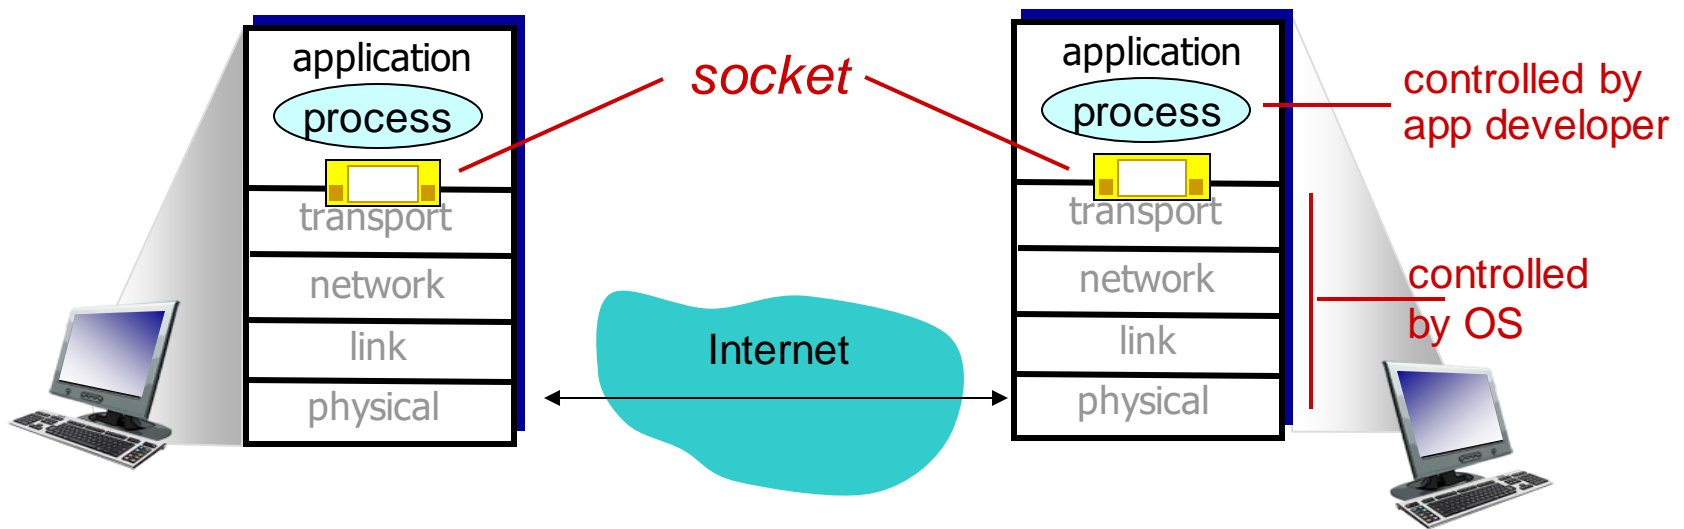 application
process
transport
network
link
physical
socket
Internet
application
process
transport
network
link
physical
controlled by
app developer
controlled
by OS